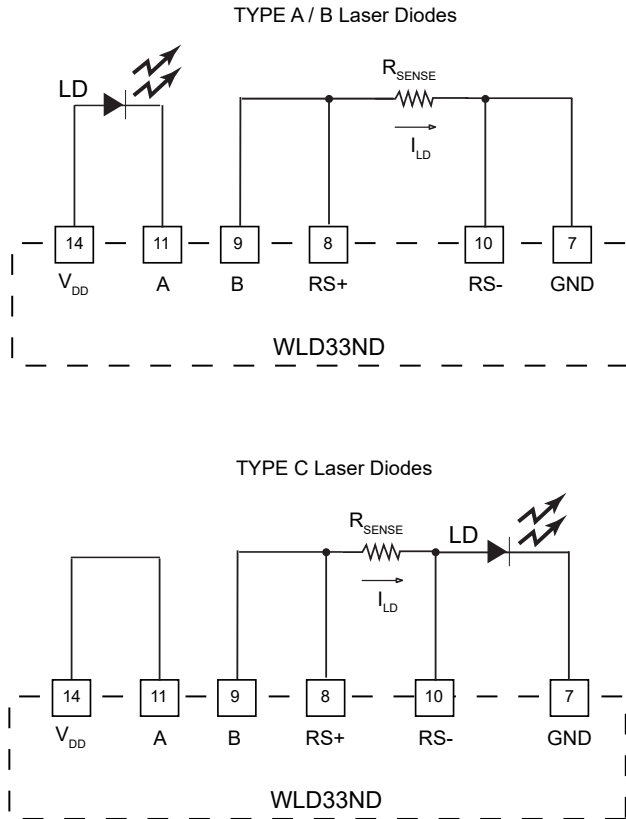 TYPE A / B Laser Diodes
LD
RSENSE
ILD
14 11 9 8 10 7
VDD A B RS+ RS- GND
WLD33ND
TYPE C Laser Diodes
RSENSE LD
ILD
14 11 9 8 10 7
VDD A B RS+ RS- GND
WLD33ND